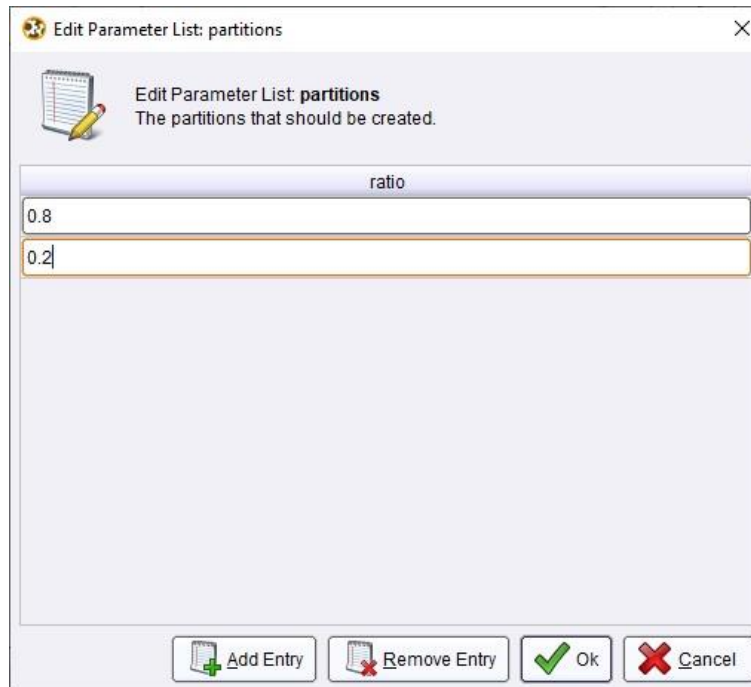 Edit Parameter List: partitions
Edit Parameter List: partitions
The partitions that should be created.
ratio
0.8
0.2
Add Entry Remove Entry Ok Cancel